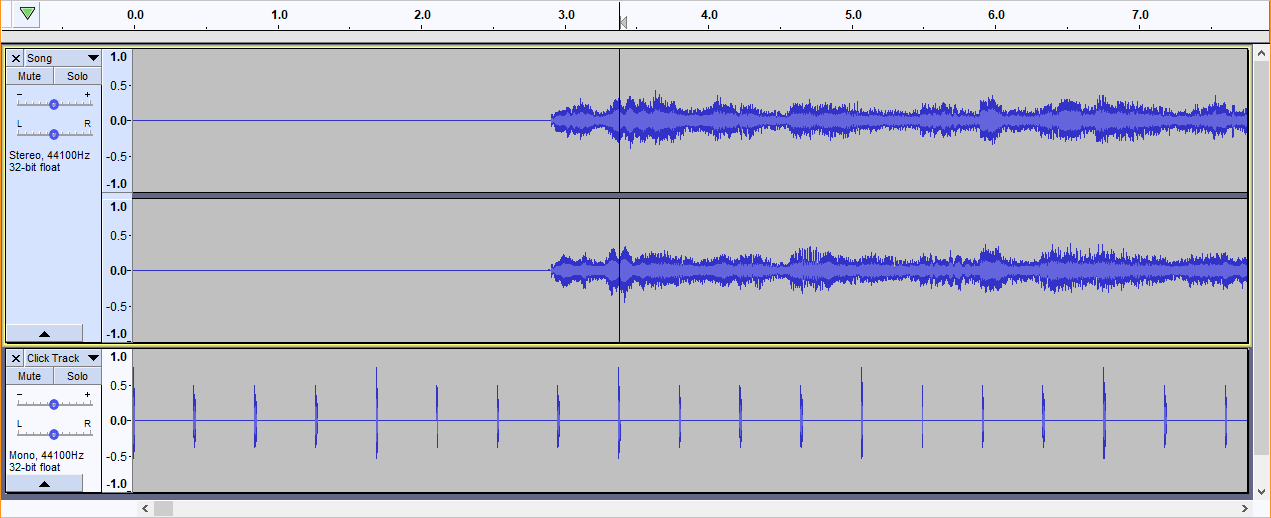 0.0 1.0 2.0 3.0 4.0 5.0 6.0 7.0
× Song
Mute Solo
- +
L R
Stereo, 44100Hz
32-bit float
1.0
0.5-
0.0-
-0.5-
-1.0
1.0
0.5-
0.0-
-0.5-
-1.0
× Click Track
Mute Solo
- +
L R
Mono, 44100Hz
32-bit float
1.0
0.5-
0.0-
-0.5-
-1.0